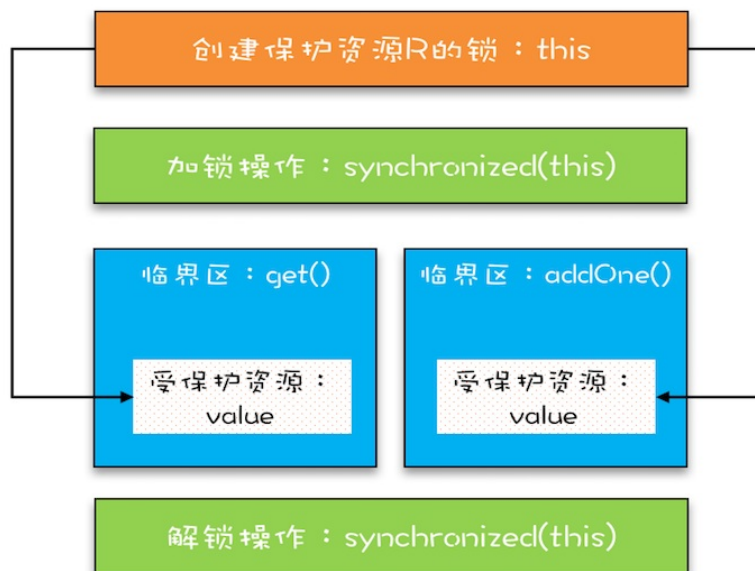 创建保护资源R的锁：this
加锁操作：synchronized(this)
临界区：get()
受保护资源：
value
临界区：addOne()
受保护资源：
value
解锁操作：synchronized(this)